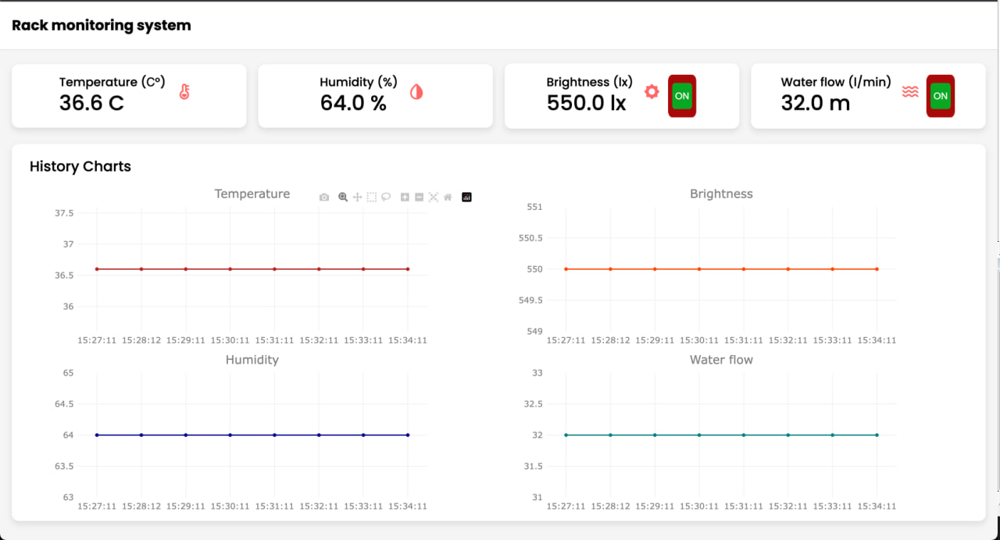 Rack monitoring system
Temperature (Cº)
36.6 C
Humidity (%)
64.0 %
Brightness (lx)
550.0 lx
ON
Water flow (l/min)
32.0 m
ON
History Charts
Temperature
37.5
37
36.5
36
15:27:11 15:28:12 15:29:11 15:30:11 15:31:11 15:32:11 15:33:11 15:34:11
Brightness
551
550.5
550
549.5
549
15:27:11 15:28:12 15:29:11 15:30:11 15:31:11 15:32:11 15:33:11 15:34:11
Humidity
65
64.5
64
63.5
63
15:27:11 15:28:12 15:29:11 15:30:11 15:31:11 15:32:11 15:33:11 15:34:11
Water flow
33
32.5
32
31.5
31
15:27:11 15:28:12 15:29:11 15:30:11 15:31:11 15:32:11 15:33:11 15:34:11